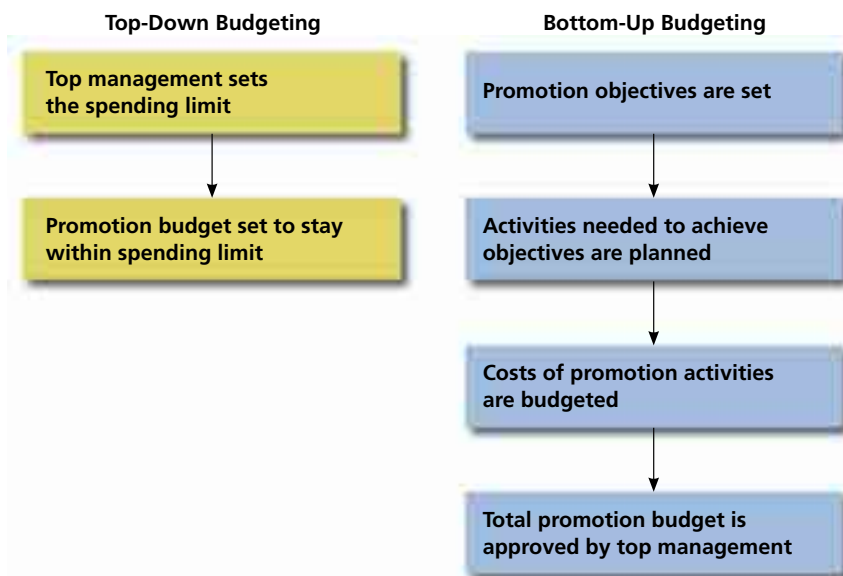 Top-Down Budgeting
Top management sets
the spending limit
Promotion budget set to stay
within spending limit
Bottom-Up Budgeting
Promotion objectives are set
Activities needed to achieve
objectives are planned
Costs of promotion activities
are budgeted
Total promotion budget is
approved by top management